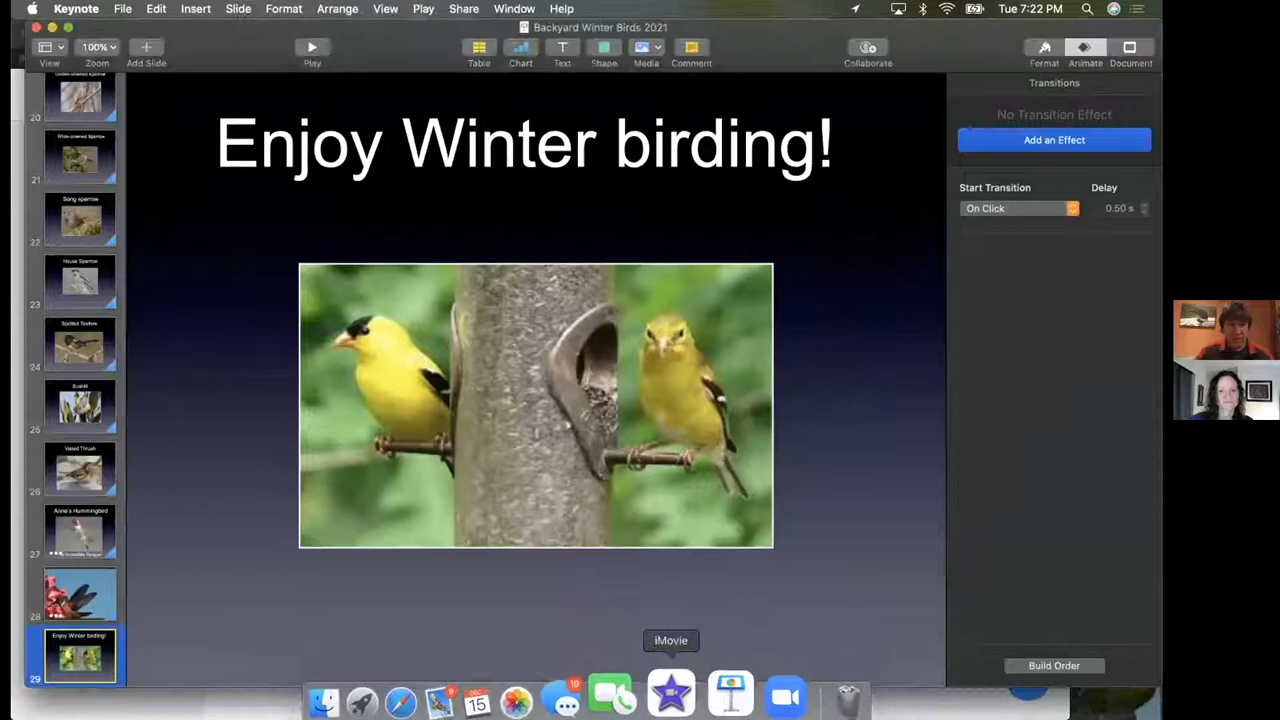 Keynote File Edit Insert Slide Format Arrange View Play Share Window Help Tue 7:22 PM
Backyard Winter Birds 2021
100%
View Zoom Add Slide Play Table Chart Text Shape Media Comment Collaborate Format Animate Document
Transitions
No Transition Effect
Add an Effect
Start Transition Delay
On Click 0.50 s
Build Order
Enjoy Winter birding!
20
21
Song sparrow
22
House Sparrow
23
Spotted Towhee
24
Bushtit
25
Varied Thrush
26
Anna's Hummingbird
27
28
Enjoy Winter birding!
29
iMovie
9
DEC
15
19